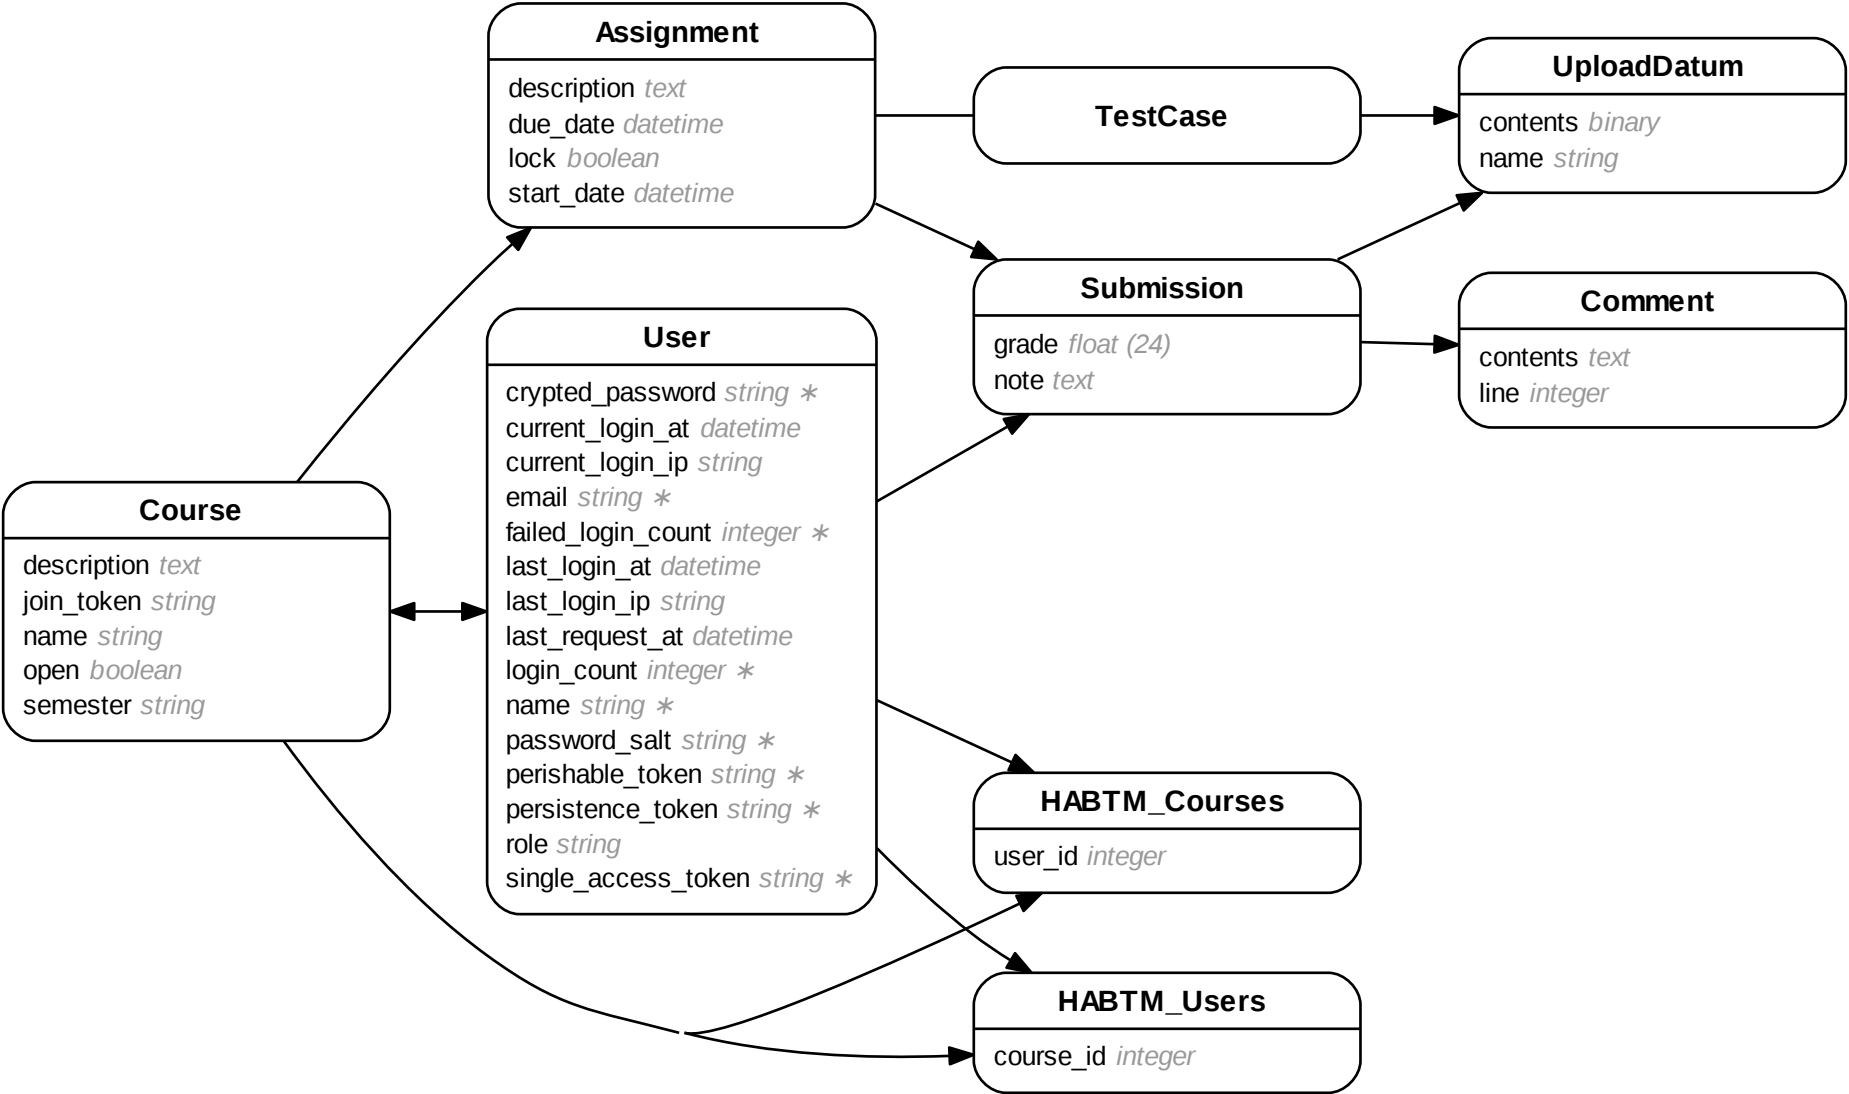 Assignment
description text
due_date datetime
lock boolean
start_date datetime
TestCase
UploadDatum
contents binary
name string
Submission
grade float (24)
note text
Comment
contents text
line integer
User
crypted_password string ∗
current_login_at datetime
current_login_ip string
email string ∗
failed_login_count integer ∗
last_login_at datetime
last_login_ip string
last_request_at datetime
login_count integer ∗
name string ∗
password_salt string ∗
perishable_token string ∗
persistence_token string ∗
role string
single_access_token string ∗
Course
description text
join_token string
name string
open boolean
semester string
HABTM_Courses
user_id integer
HABTM_Users
course_id integer